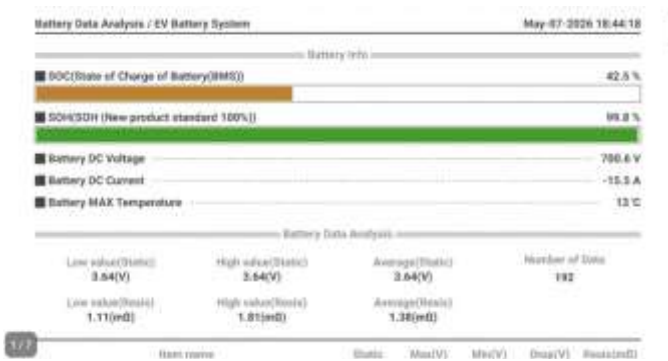 Battery Data Analysis / EV Battery System May-07-2026 18:44:18
Battery Info
SOC(State of Charge of Battery(BMS)) 42.5 %
SOH(SOH (New product standard 100%)) 99.8 %
Battery DC Voltage 700.6 V
Battery DC Current -15.5 A
Battery MAX Temperature 13 ℃
Battery Data Analysis
Low value(Static) High value(Static) Average(Static) Number of Data
3.64(V) 3.64(V) 3.64(V) 192
Low value(Resis) High value(Resis) Average(Resis)
1.11(mΩ) 1.81(mΩ) 1.38(mΩ)
1/7
Item name Static Max(V) Min(V) Drop(V) Resis(mΩ)